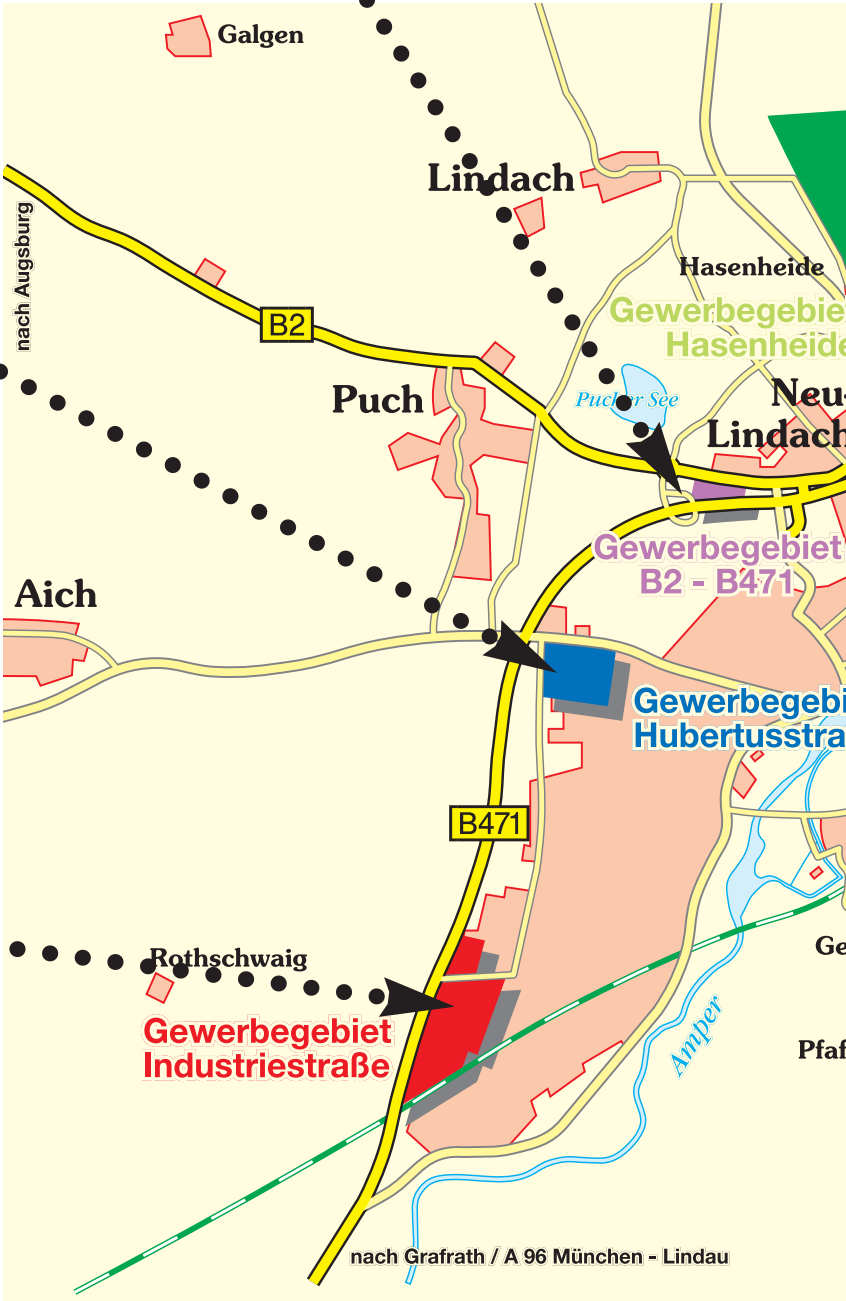 Galgen
Lindach
nach Augsburg
Hasenheide
Gewerbegebie
Hasenheide
B2
Puch
Pucher See
Neu-
Lindach
Gewerbegebiet
B2 - B471
Aich
Gewerbegebi
Hubertusstra
B471
Rothschwaig
Ge
Gewerbegebiet
Industriestraße
Amper
Pfaf
nach Grafrath / A 96 München - Lindau